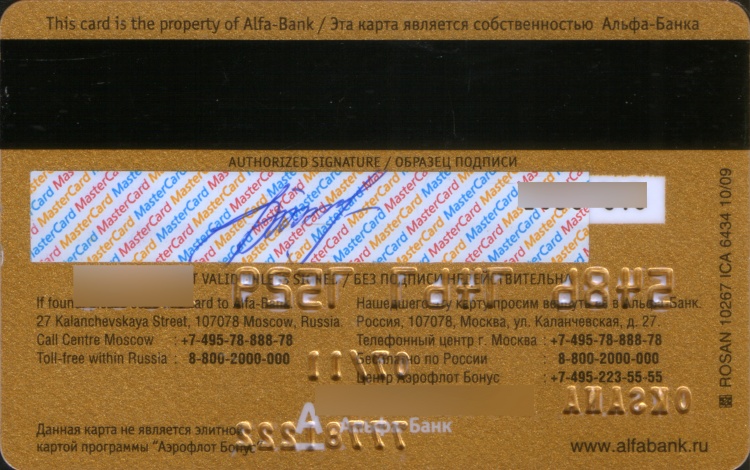 This card is the property of Alfa-Bank / Эта карта является собственностью Альфа-Банка
AUTHORIZED SIGNATURE / ОБРАЗЕЦ ПОДПИСИ
MasterCard
VALID SIGNED / БЕЗ ПОДПИСИ НЕДЕЙСТВИТЕЛЬНА
If found card to Alfa-Bank
27 Kalanchevskaya Street, 107078 Moscow, Russia
Call Centre Moscow : +7-495-78-888-78
Toll-free within Russia : 8-800-2000-000
Нашедшего эту карту просим вернуть ее в Альфа-Банк.
Россия, 107078, Москва, ул. Каланчевская, д. 27
Телефонный центр г. Москва : +7-495-78-888-78
Бесплатно по России : 8-800-2000-000
Центр Аэрофлот Бонус : +7-495-223-55-55
Данная карта не является элитной
картой программы "Аэрофлот Бонус"
Альфа Банк
www.alfabank.ru
ROSAN 10267 ICA 6434 10/09